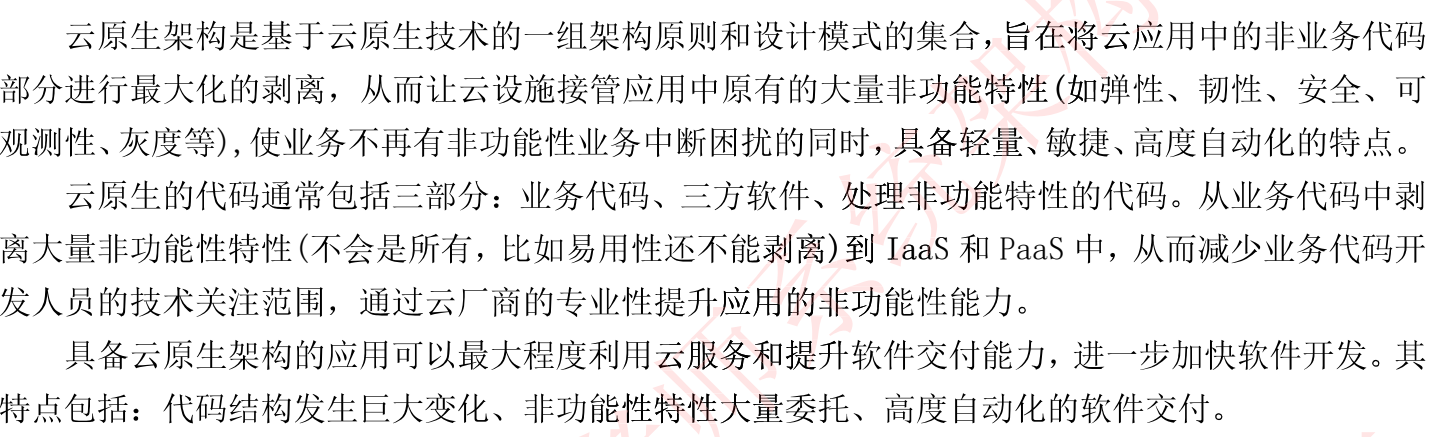 云原生架构是基于云原生技术的一组架构原则和设计模式的集合，旨在将云应用中的非业务代码
部分进行最大化的剥离，从而让云设施接管应用中原有的大量非功能特性(如弹性、韧性、安全、可
观测性、灰度等),使业务不再有非功能性业务中断困扰的同时，具备轻量、敏捷、高度自动化的特点。
云原生的代码通常包括三部分：业务代码、三方软件、处理非功能特性的代码。从业务代码中剥
离大量非功能性特性(不会是所有，比如易用性还不能剥离)到 IaaS 和 PaaS 中，从而减少业务代码开
发人员的技术关注范围，通过云厂商的专业性提升应用的非功能性能力。
具备云原生架构的应用可以最大程度利用云服务和提升软件交付能力，进一步加快软件开发。其
特点包括：代码结构发生巨大变化、非功能性特性大量委托、高度自动化的软件交付。
师系统架构